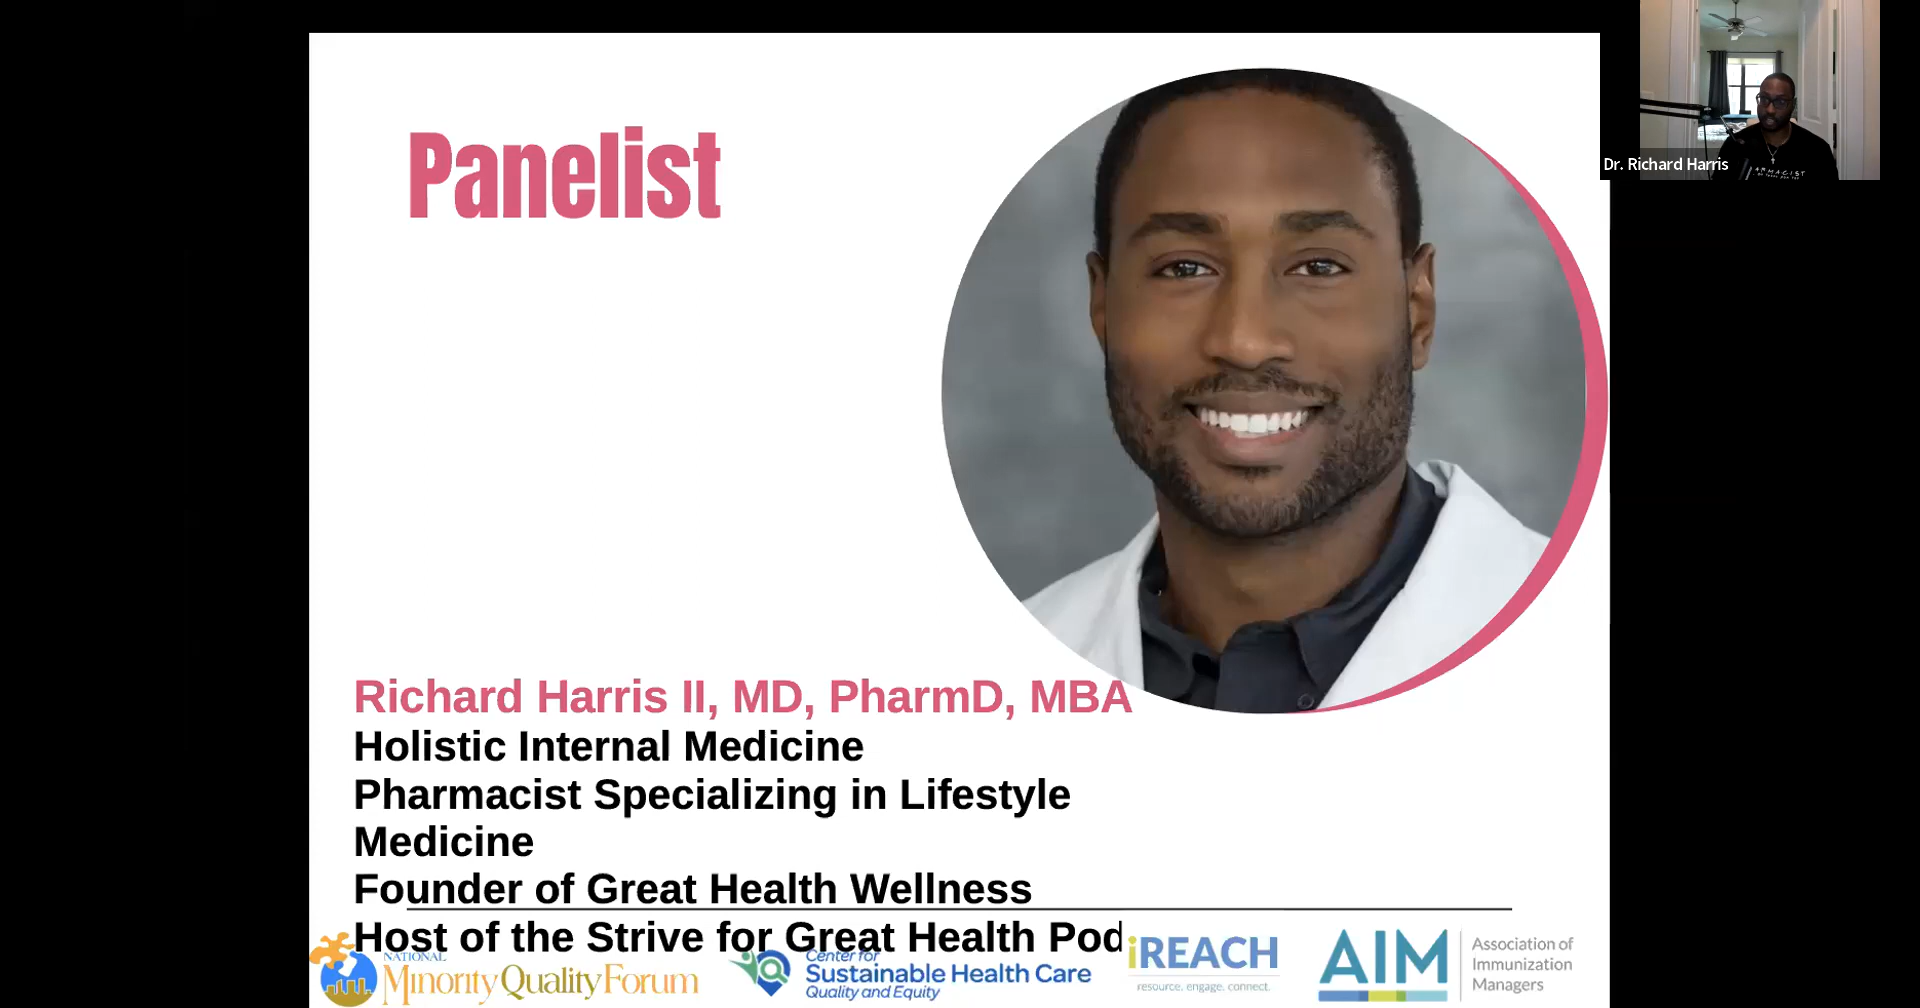 Panelist
Dr. Richard Harris
Richard Harris II, MD, PharmD, MBA
Holistic Internal Medicine
Pharmacist Specializing in Lifestyle
Medicine
Founder of Great Health Wellness
Host of the Strive for Great Health Pod
NATIONAL
Minority Quality Forum
Center for
Sustainable Health Care
Quality and Equity
iREACH
resource. engage. connect.
AIM
Association of
Immunization
Managers